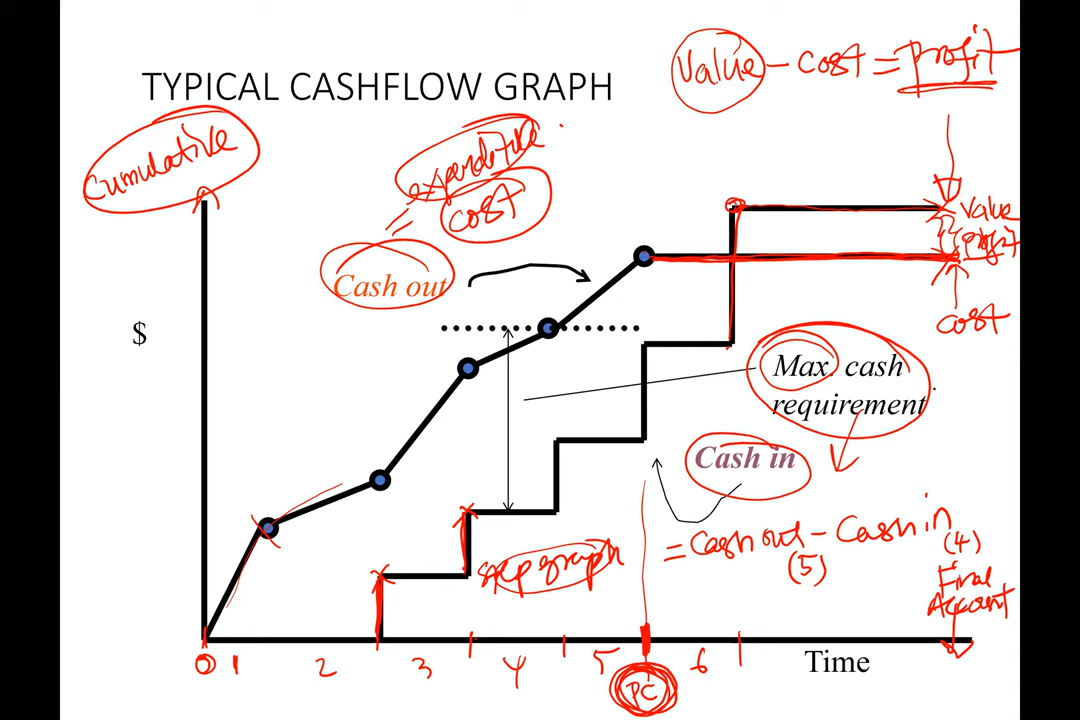 Value - cost = profit
TYPICAL CASHFLOW GRAPH
cumulative
= expenditure
cost
Cash out
$
Value
profit
cost
Max. cash
requirement
Cash in
= Cash out - Cash in
(5)
(4)
step graph
Final
Account
0 1 2 3 4 5 6
Time
PC